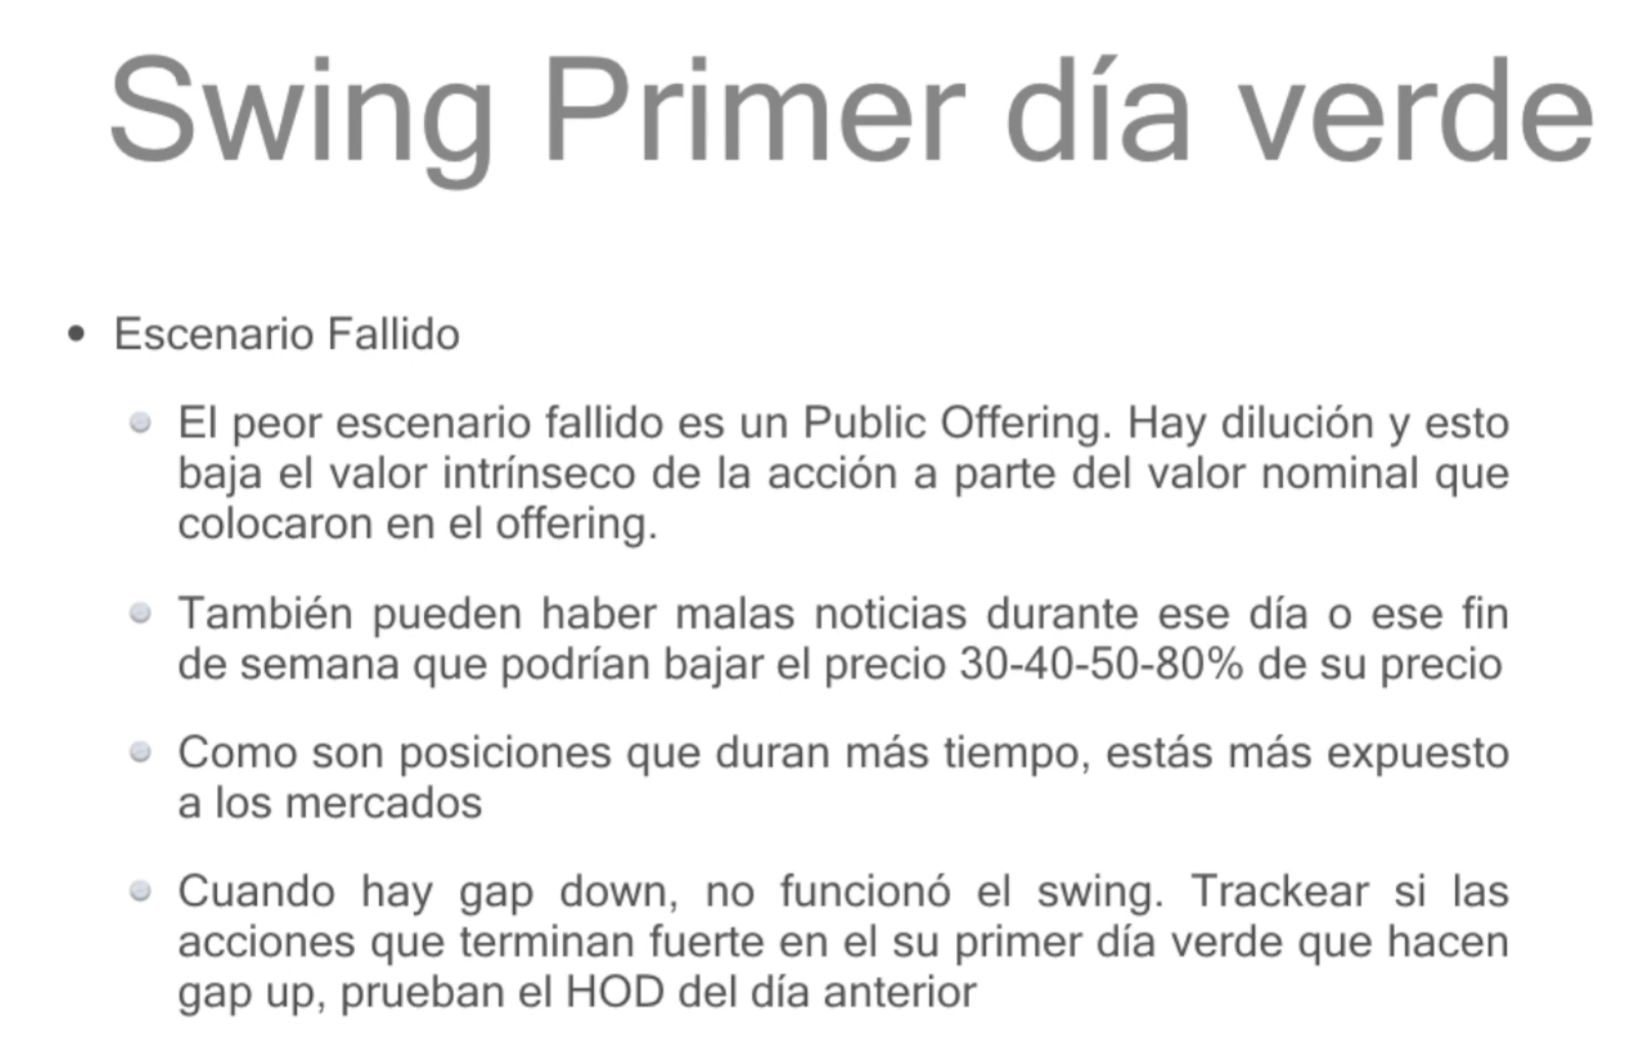 Swing Primer día verde
• Escenario Fallido
El peor escenario fallido es un Public Offering. Hay dilución y esto
baja el valor intrínseco de la acción a parte del valor nominal que
colocaron en el offering.
También pueden haber malas noticias durante ese día o ese fin
de semana que podrían bajar el precio 30-40-50-80% de su precio
Como son posiciones que duran más tiempo, estás más expuesto
a los mercados
Cuando hay gap down, no funcionó el swing. Trackear si las
acciones que terminan fuerte en el su primer día verde que hacen
gap up, prueban el HOD del día anterior